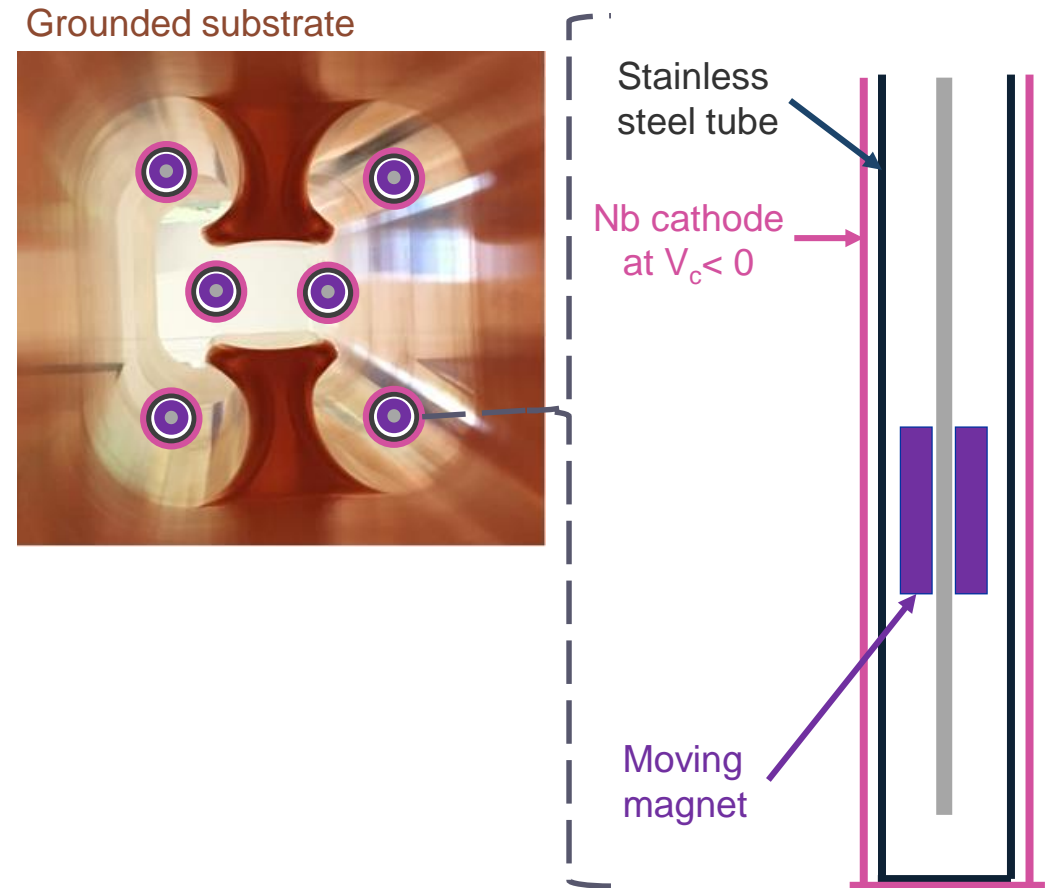 Grounded substrate
Stainless
steel tube
Nb cathode
at Vc< 0
Moving
magnet